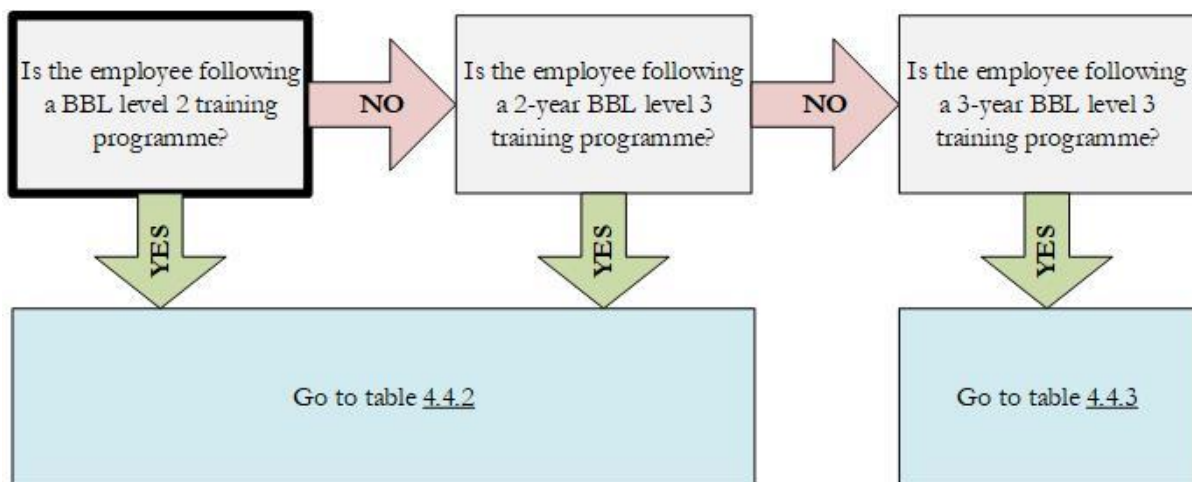 Is the employee following
a BBL level 2 training
programme?
NO
Is the employee following
a 2-year BBL level 3
training programme?
NO
Is the employee following
a 3-year BBL level 3
training programme?
YES
YES
YES
Go to table 4.4.2
Go to table 4.4.3